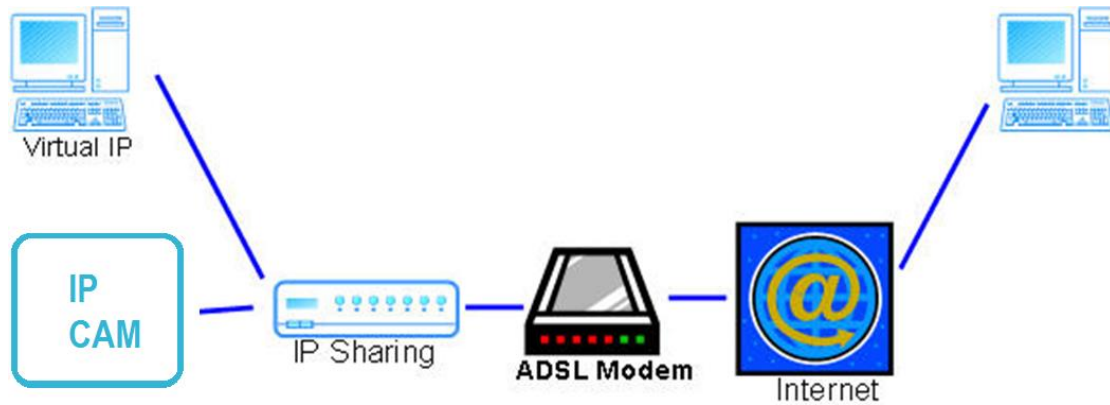 Virtual IP
IP
CAM
IP Sharing
ADSL Modem
@
Internet